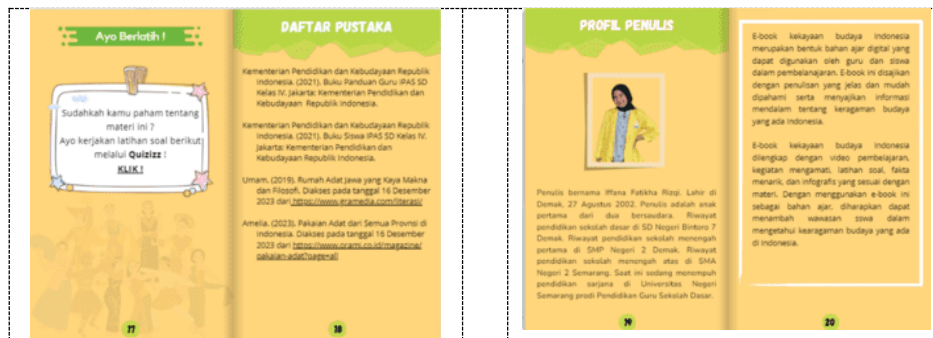 Ayo Berlatih !
Sudahkah kamu paham tentang
materi ini ?
Ayo kerjakan latihan soal berikut
melalui Quizizz !
KLIK !
17
DAFTAR PUSTAKA
Kementerian Pendidikan dan Kebudayaan Republik
Indonesia. (2021). Buku Panduan Guru IPAS SD
Kelas IV. Jakarta: Kementerian Pendidikan dan
Kebudayaan Republik Indonesia.
Kementerian Pendidikan dan Kebudayaan Republik
Indonesia. (2021). Buku Siswa IPAS SD Kelas IV.
Jakarta: Kementerian Pendidikan dan
Kebudayaan Republik Indonesia.
Umam. (2019). Rumah Adat Jawa yang Kaya Makna
dan Filosofi. Diakses pada tanggal 16 Desember
2023 dari https://www.gramedia.com/literasi/
Amelia. (2023). Pakaian Adat dari Semua Provinsi di
Indonesia. Diakses pada tanggal 16 Desember
2023 dari https://www.orami.co.id/magazine/
pakaian-adat?page=all
18
PROFIL PENULIS
Penulis bernama Iffana Fatikha Rizqi. Lahir di
Demak, 27 Agustus 2002. Penulis adalah anak
pertama dari dua bersaudara. Riwayat
pendidikan sekolah dasar di SD Negeri Bintoro 7
Demak. Riwayat pendidikan sekolah menengah
pertama di SMP Negeri 2 Demak. Riwayat
pendidikan sekolah menengah atas di SMA
Negeri 2 Semarang. Saat ini sedang menempuh
pendidikan sarjana di Universitas Negeri
Semarang prodi Pendidikan Guru Sekolah Dasar.
19
E-book kekayaan budaya Indonesia
merupakan bentuk bahan ajar digital yang
dapat digunakan oleh guru dan siswa
dalam pembelanajaran. E-book ini disajikan
dengan penulisan yang jelas dan mudah
dipahami serta menyajikan informasi
mendalam tentang keragaman budaya
yang ada Indonesia.
E-book kekayaan budaya Indonesia
dilengkap dengan video pembelajaran,
kegiatan mengamati, latihan soal, fakta
menarik, dan infografis yang sesuai dengan
materi. Dengan menggunakan e-book ini
sebagai bahan ajar, diharapkan dapat
menambah wawasan sswa dalam
mengetahui kearagaman budaya yang ada
di Indonesia.
20